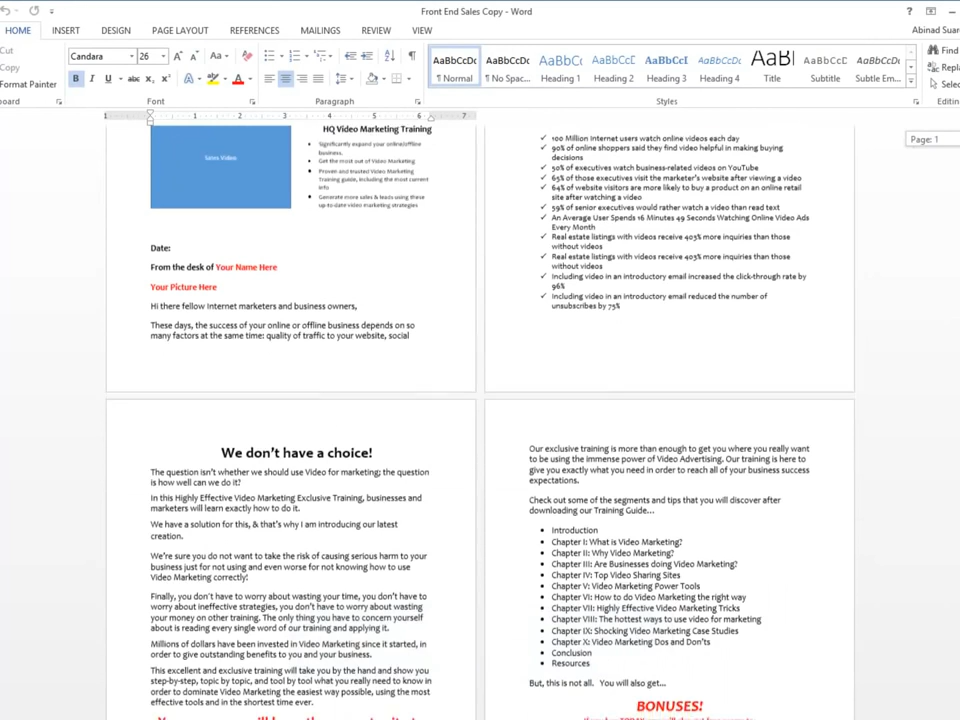 Front End Sales Copy - Word
HOME INSERT DESIGN PAGE LAYOUT REFERENCES MAILINGS REVIEW VIEW
Abinad Suar
Cut
Copy
Format Painter
Candara 26
Font
Paragraph
AaBbCcDc AaBbCcDc AaBbCc AaBbCcD AaBbCcI AaBbCcDc AaBl AaBbCcD AaBbCcDc
¶ Normal ¶ No Spac... Heading 1 Heading 2 Heading 3 Heading 4 Title Subtitle Subtle Em...
Styles
Find
Repla
Selec
Editin
1 1 2 3 4 5 6 7
Page: 1
Sales Video
HQ Video Marketing Training
Significantly expand your online/offline
business.
Get the most out of Video Marketing
Proven and trusted Video Marketing
Training guide, including the most current
info
Generate more sales & leads using these
up to date video marketing strategies
Date:
From the desk of Your Name Here
Your Picture Here
Hi there fellow Internet marketers and business owners,
These days, the success of your online or offline business depends on so
many factors at the same time: quality of traffic to your website, social
100 Million Internet users watch online videos each day
90% of online shoppers said they find video helpful in making buying
decisions
50% of executives watch business-related videos on YouTube
65% of those executives visit the marketer's website after viewing a video
64% of website visitors are more likely to buy a product on an online retail
site after watching a video
59% of senior executives would rather watch a video than read text
An Average User Spends 16 Minutes 49 Seconds Watching Online Video Ads
Every Month
Real estate listings with videos receive 403% more inquiries than those
without videos
Real estate listings with videos receive 403% more inquiries than those
without videos
Including video in an introductory email increased the click-through rate by
96%
Including video in an introductory email reduced the number of
unsubscribes by 75%
We don't have a choice!
The question isn't whether we should use Video for marketing; the question
is how well can we do it?
In this Highly Effective Video Marketing Exclusive Training, businesses and
marketers will learn exactly how to do it.
We have a solution for this, & that's why I am introducing our latest
creation.
We're sure you do not want to take the risk of causing serious harm to your
business just for not using and even worse for not knowing how to use
Video Marketing correctly!
Finally, you don't have to worry about wasting your time, you don't have to
worry about ineffective strategies, you don't have to worry about wasting
your money on other training. The only thing you have to concern yourself
about is reading every single word of our training and applying it.
Millions of dollars have been invested in Video Marketing since it started, in
order to give outstanding benefits to you and your business.
This excellent and exclusive training will take you by the hand and show you
step-by-step, topic by topic, and tool by tool what you really need to know in
order to dominate Video Marketing the easiest way possible, using the most
effective tools and in the shortest time ever.
Our exclusive training is more than enough to get you where you really want
to be using the immense power of Video Advertising. Our training is here to
give you exactly what you need in order to reach all of your business success
expectations.
Check out some of the segments and tips that you will discover after
downloading our Training Guide...
Introduction
Chapter I: What is Video Marketing?
Chapter II: Why Video Marketing?
Chapter III: Are Businesses doing Video Marketing?
Chapter IV: Top Video Sharing Sites
Chapter V: Video Marketing Power Tools
Chapter VI: How to do Video Marketing the right way
Chapter VII: Highly Effective Video Marketing Tricks
Chapter VIII: The hottest ways to use video for marketing
Chapter IX: Shocking Video Marketing Case Studies
Chapter X: Video Marketing Dos and Don'ts
Conclusion
Resources
But, this is not all. You will also get...
BONUSES!